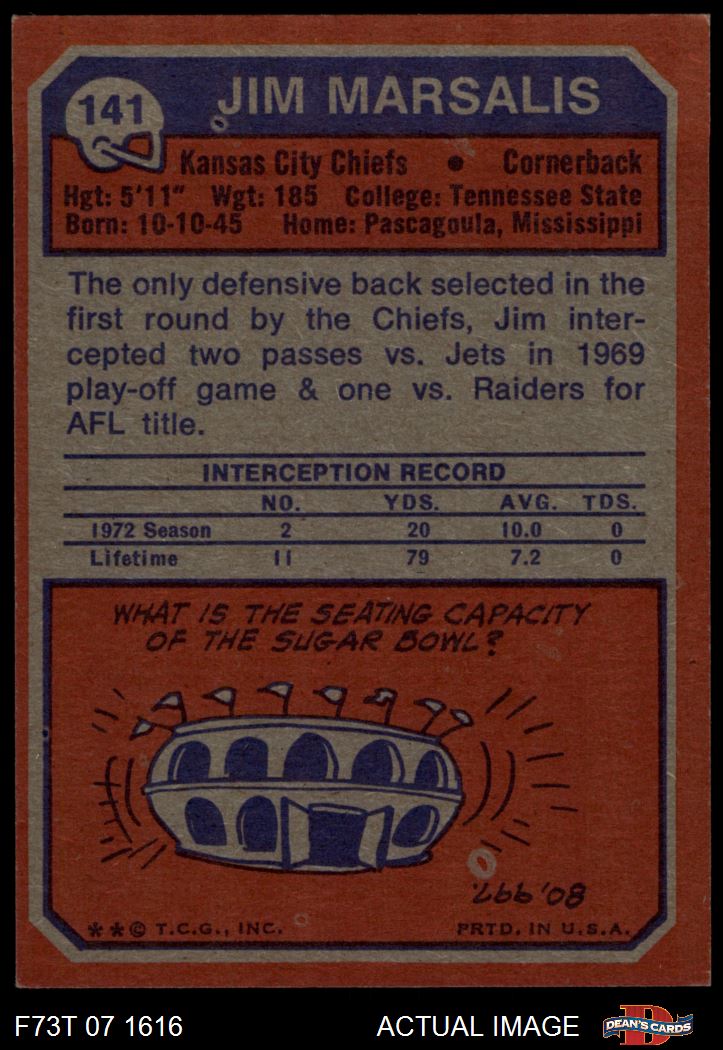 141
JIM MARSALIS
Kansas City Chiefs • Cornerback
Hgt: 5'11" Wgt: 185 College: Tennessee State
Born: 10-10-45 Home: Pascagoula, Mississippi
The only defensive back selected in the
first round by the Chiefs, Jim inter-
cepted two passes vs. Jets in 1969
play-off game & one vs. Raiders for
AFL title.
INTERCEPTION RECORD
NO. YDS. AVG. TDS.
1972 Season 2 20 10.0 0
Lifetime 11 79 7.2 0
WHAT IS THE SEATING CAPACITY
OF THE SUGAR BOWL?
80,997.
**© T.C.G., INC. PRTD. IN U.S.A.
F73T 07 1616 ACTUAL IMAGE
D
DEAN'S CARDS